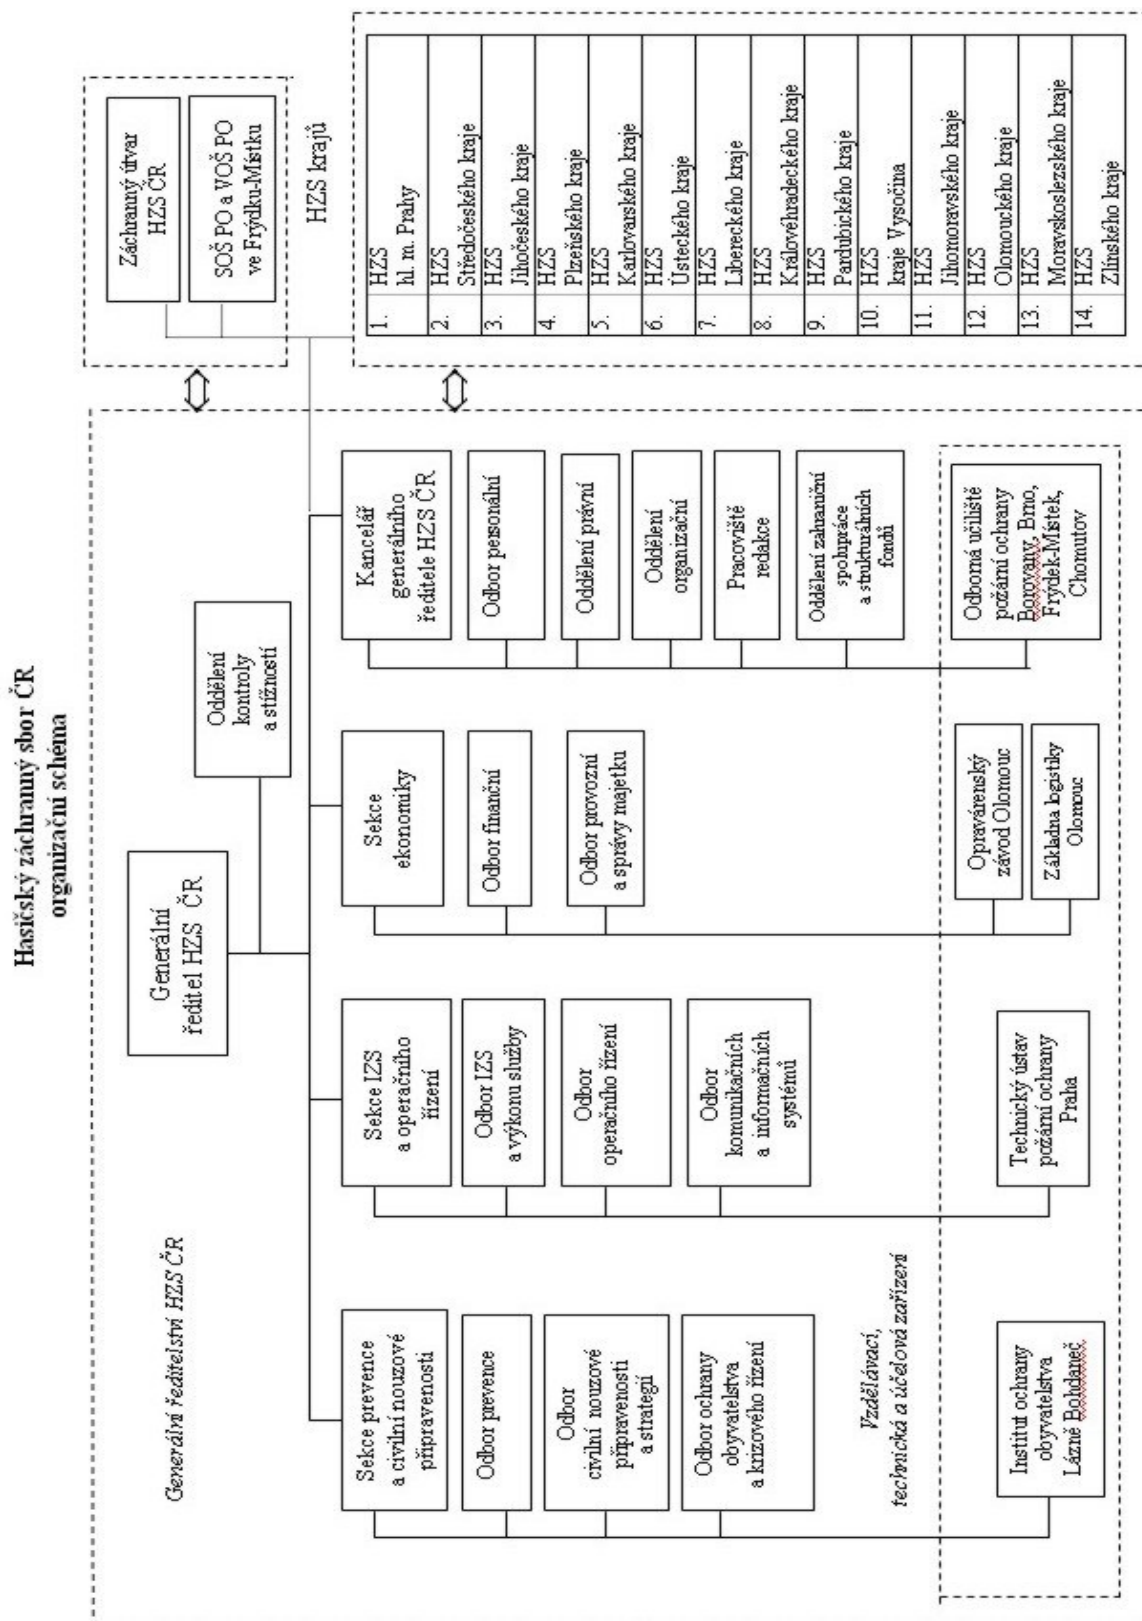 Hasičský záchranný sbor ČR
organizační schéma
Generální ředitelství HZS ČR
Generální
ředitel HZS ČR
Oddělení
kontroly
a stížností
Záchranný útvar
HZS ČR
SOŠ PO a VOŠ PO
ve Frýdku-Místku
HZS krajů
Sekce prevence
a civilní nouzové
připravenosti
Odbor prevence
Odbor
civilní nouzové
připravenosti
a strategií
Odbor ochrany
obyvatelstva
a krizového řízení
Sekce IZS
a operačního
řízení
Odbor IZS
a výkonu služby
Odbor
operačního řízení
Odbor
komunikačních
a informačních
systémů
Sekce
ekonomiky
Odbor finanční
Odbor provozní
a správy majetku
Kancelář
generálního
ředitele HZS ČR
Odbor personální
Oddělení právní
Oddělení
organizační
Pracoviště
redakce
Oddělení zahraniční
spolupráce
a strukturálních
fondů
1. HZS
hl. m. Prahy
2. HZS
Středočeského kraje
3. HZS
Jihočeského kraje
4. HZS
Plzeňského kraje
5. HZS
Karlovarského kraje
6. HZS
Ústeckého kraje
7. HZS
Libereckého kraje
8. HZS
Královéhradeckého kraje
9. HZS
Pardubického kraje
10. HZS
kraje Vysočina
11. HZS
Jihomoravského kraje
12. HZS
Olomouckého kraje
13. HZS
Moravskoslezského kraje
14. HZS
Zlínského kraje
Vzdělávací,
technická a účelová zařízení
Institut ochrany
obyvatelstva
Lázně Bohdaneč
Technický ústav
požární ochrany
Praha
Opravárenský
závod Olomouc
Základna logistiky
Olomouc
Odborná učiliště
požární ochrany
Borovany, Brno,
Frýdek-Místek,
Chomutov